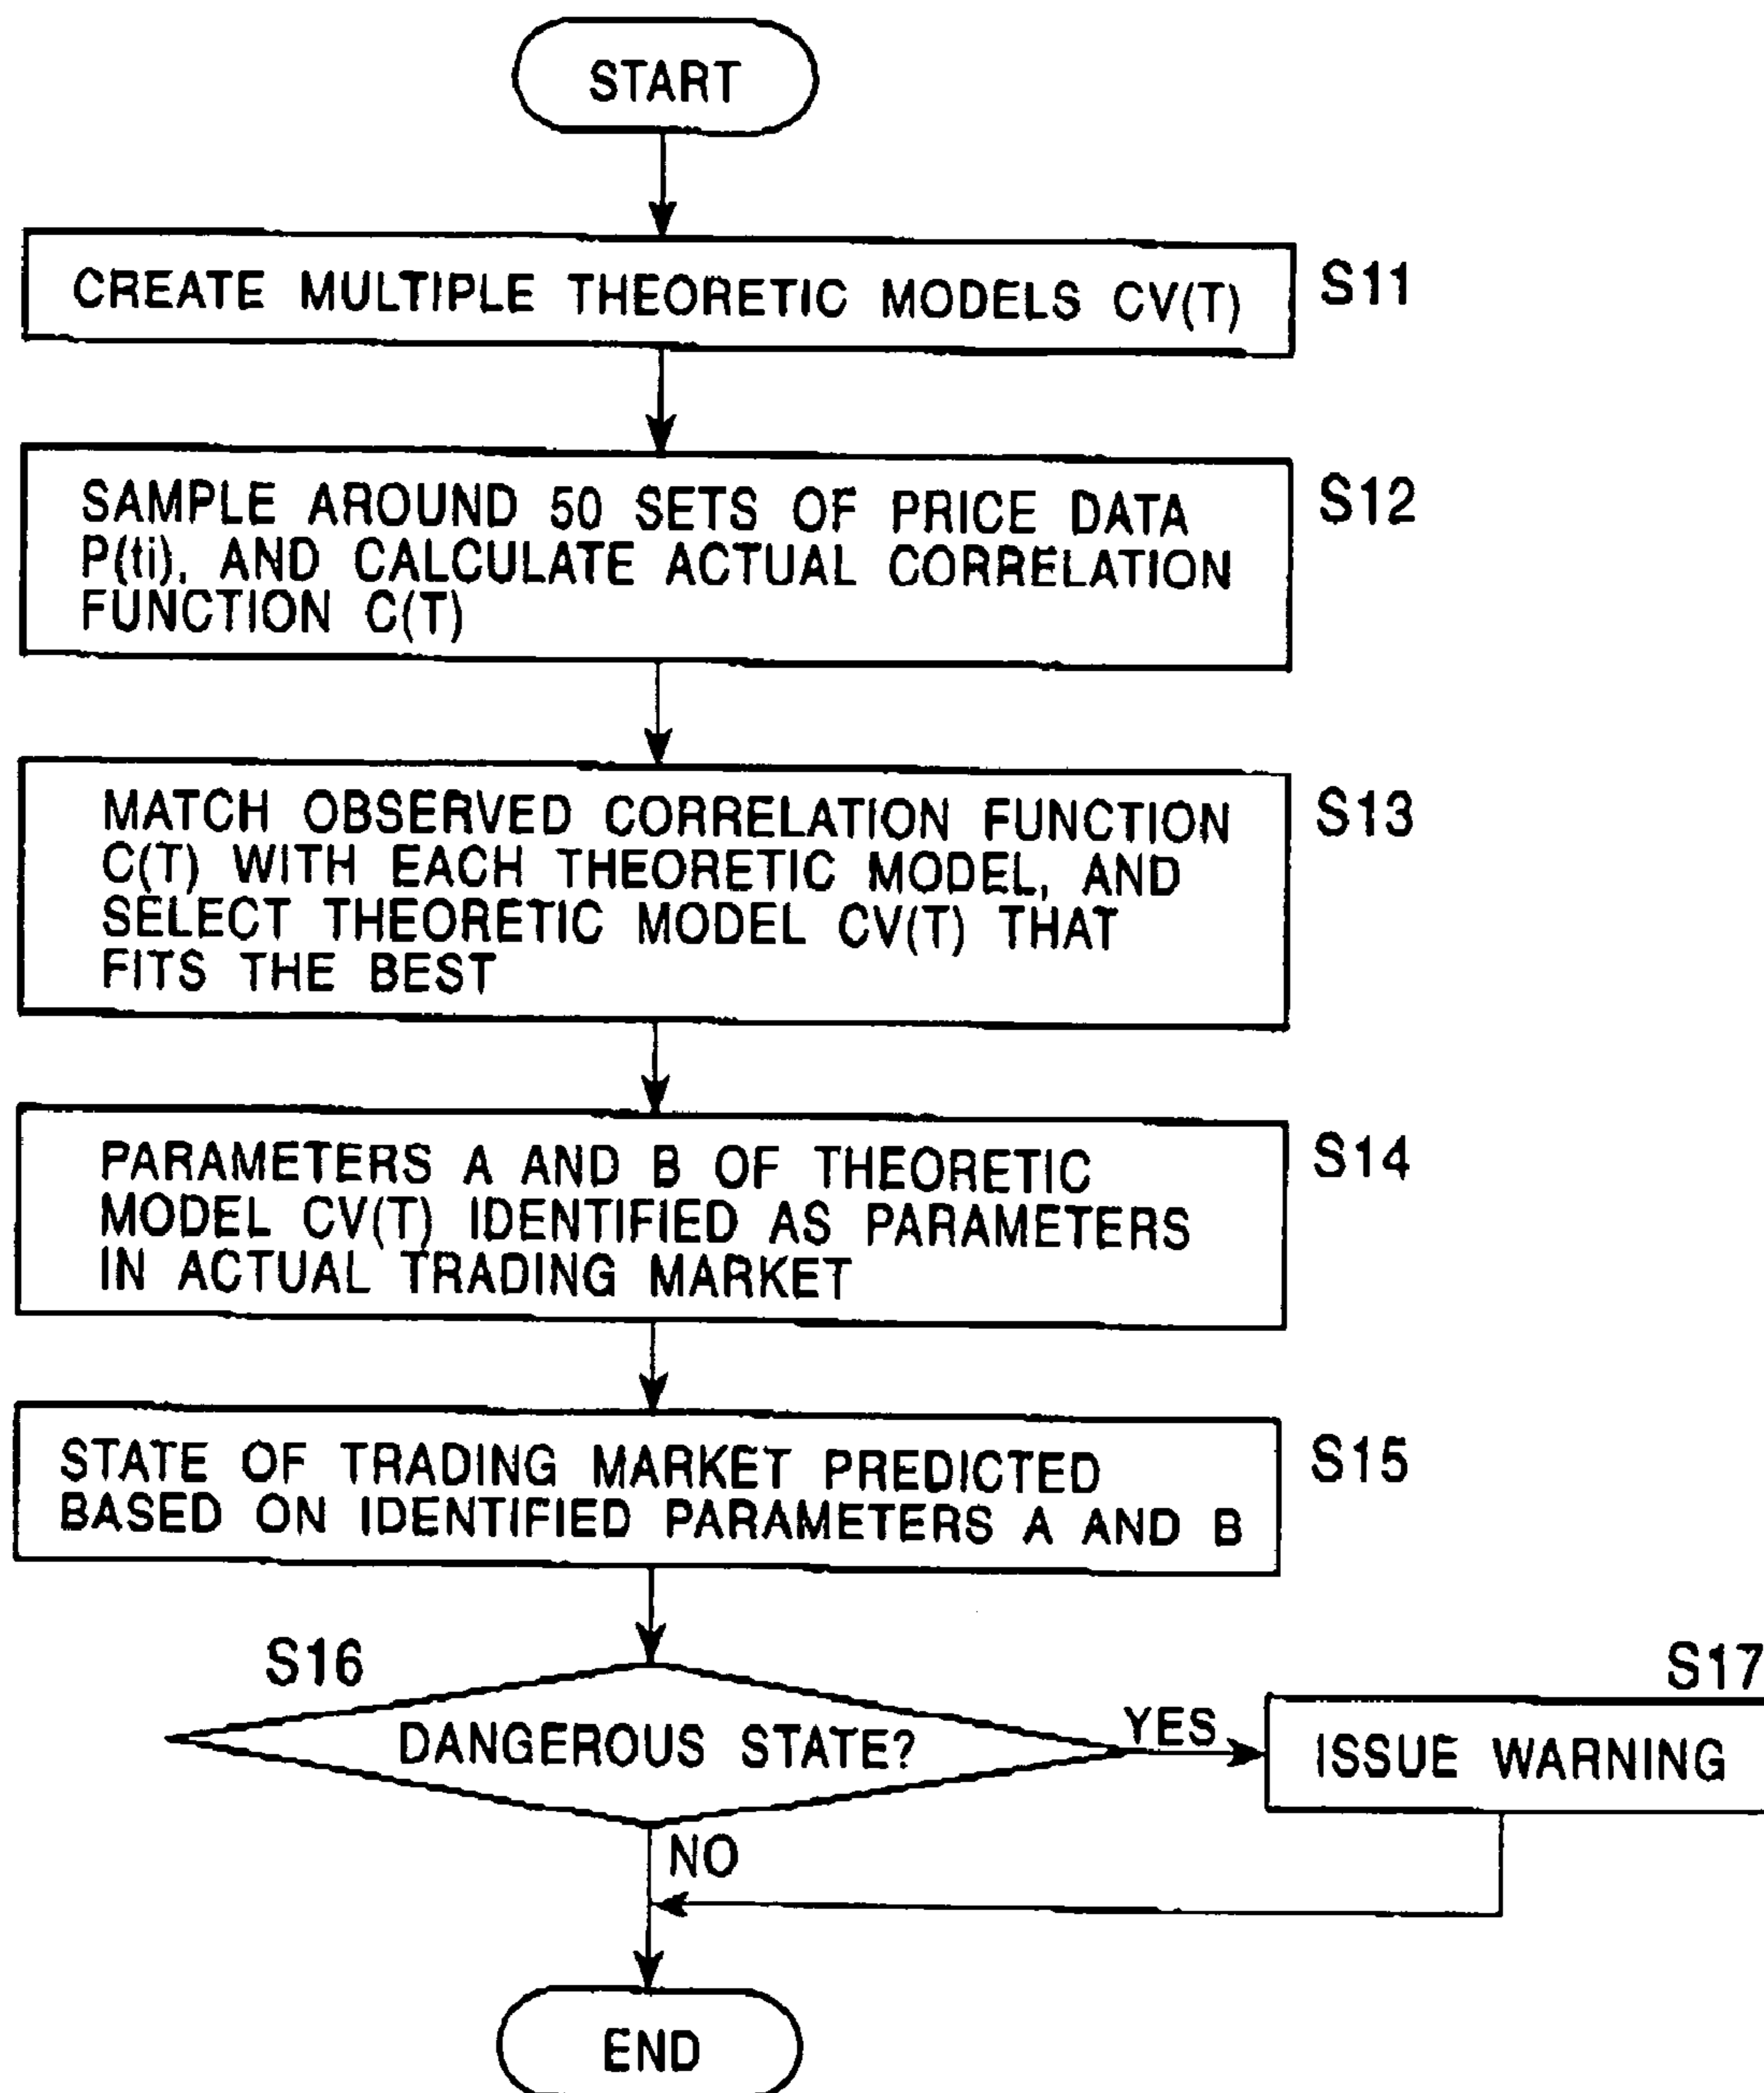 START
CREATE MULTIPLE THEORETIC MODELS CV(T)
S11
SAMPLE AROUND 50 SETS OF PRICE DATA
P(ti), AND CALCULATE ACTUAL CORRELATION
FUNCTION C(T)
S12
MATCH OBSERVED CORRELATION FUNCTION
C(T) WITH EACH THEORETIC MODEL, AND
SELECT THEORETIC MODEL CV(T) THAT
FITS THE BEST
S13
PARAMETERS A AND B OF THEORETIC
MODEL CV(T) IDENTIFIED AS PARAMETERS
IN ACTUAL TRADING MARKET
S14
STATE OF TRADING MARKET PREDICTED
BASED ON IDENTIFIED PARAMETERS A AND B
S15
S16
DANGEROUS STATE?
YES
S17
ISSUE WARNING
NO
END